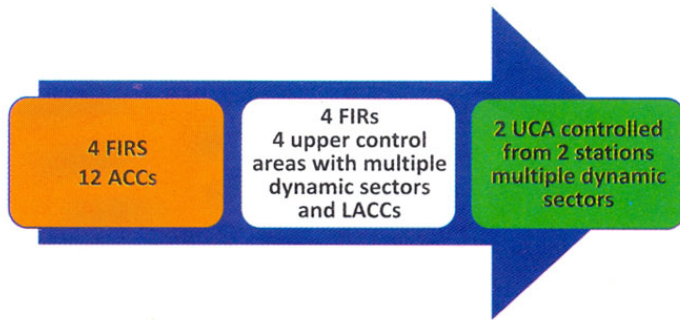 4 FIRS
12 ACCs
4 FIRs
4 upper control
areas with multiple
dynamic sectors
and LACCs
2 UCA controlled
from 2 stations
multiple dynamic
sectors